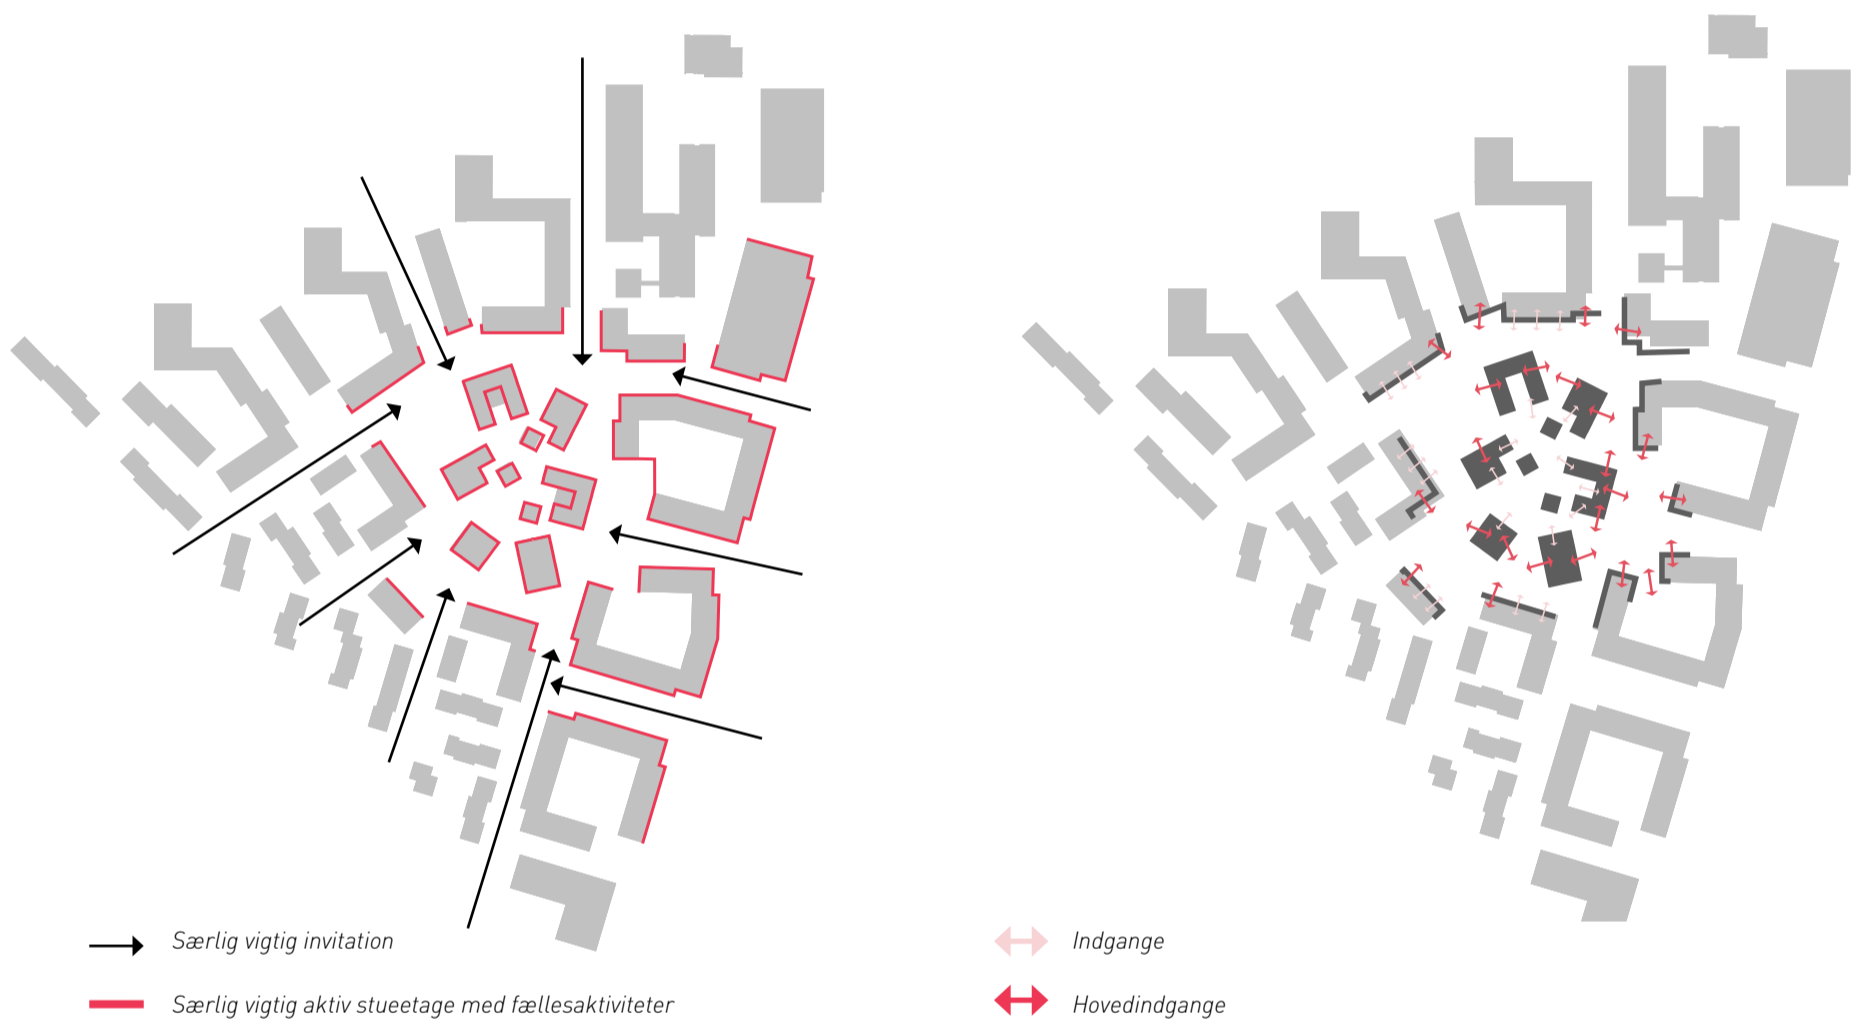 Særlig vigtig invitation
Særlig vigtig aktiv stueetage med fællesaktiviteter
Indgange
Hovedindgange